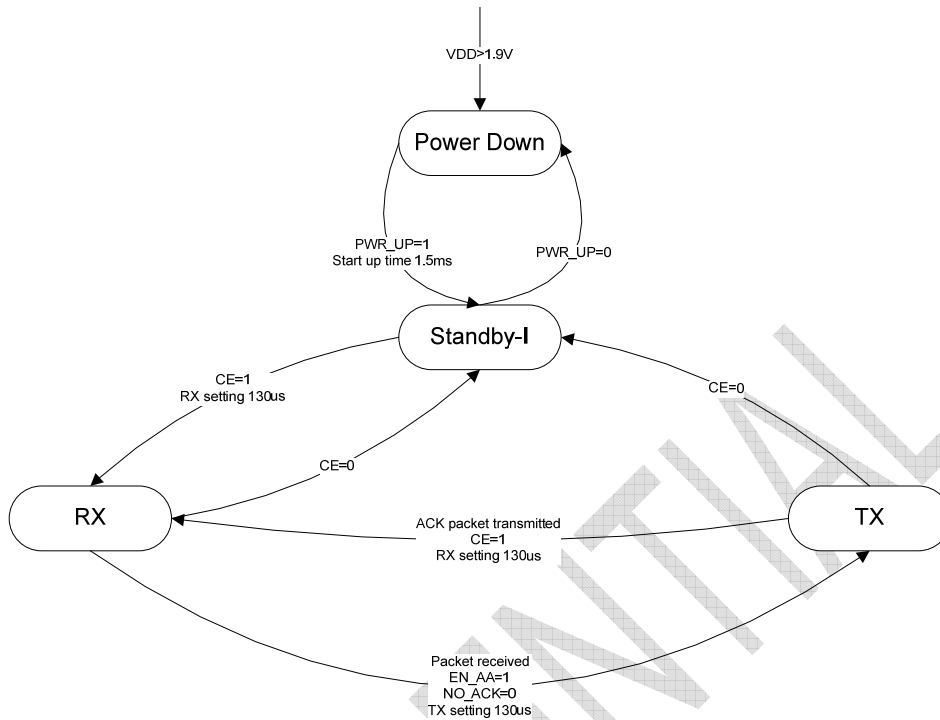 VDD>1.9V
Power Down
PWR_UP=1
Start up time 1.5ms
PWR_UP=0
Standby-I
CE=1
RX setting 130us
CE=0
CE=0
RX
ACK packet transmitted
CE=1
RX setting 130us
TX
Packet received
EN_AA=1
NO_ACK=0
TX setting 130us
ENTIAL